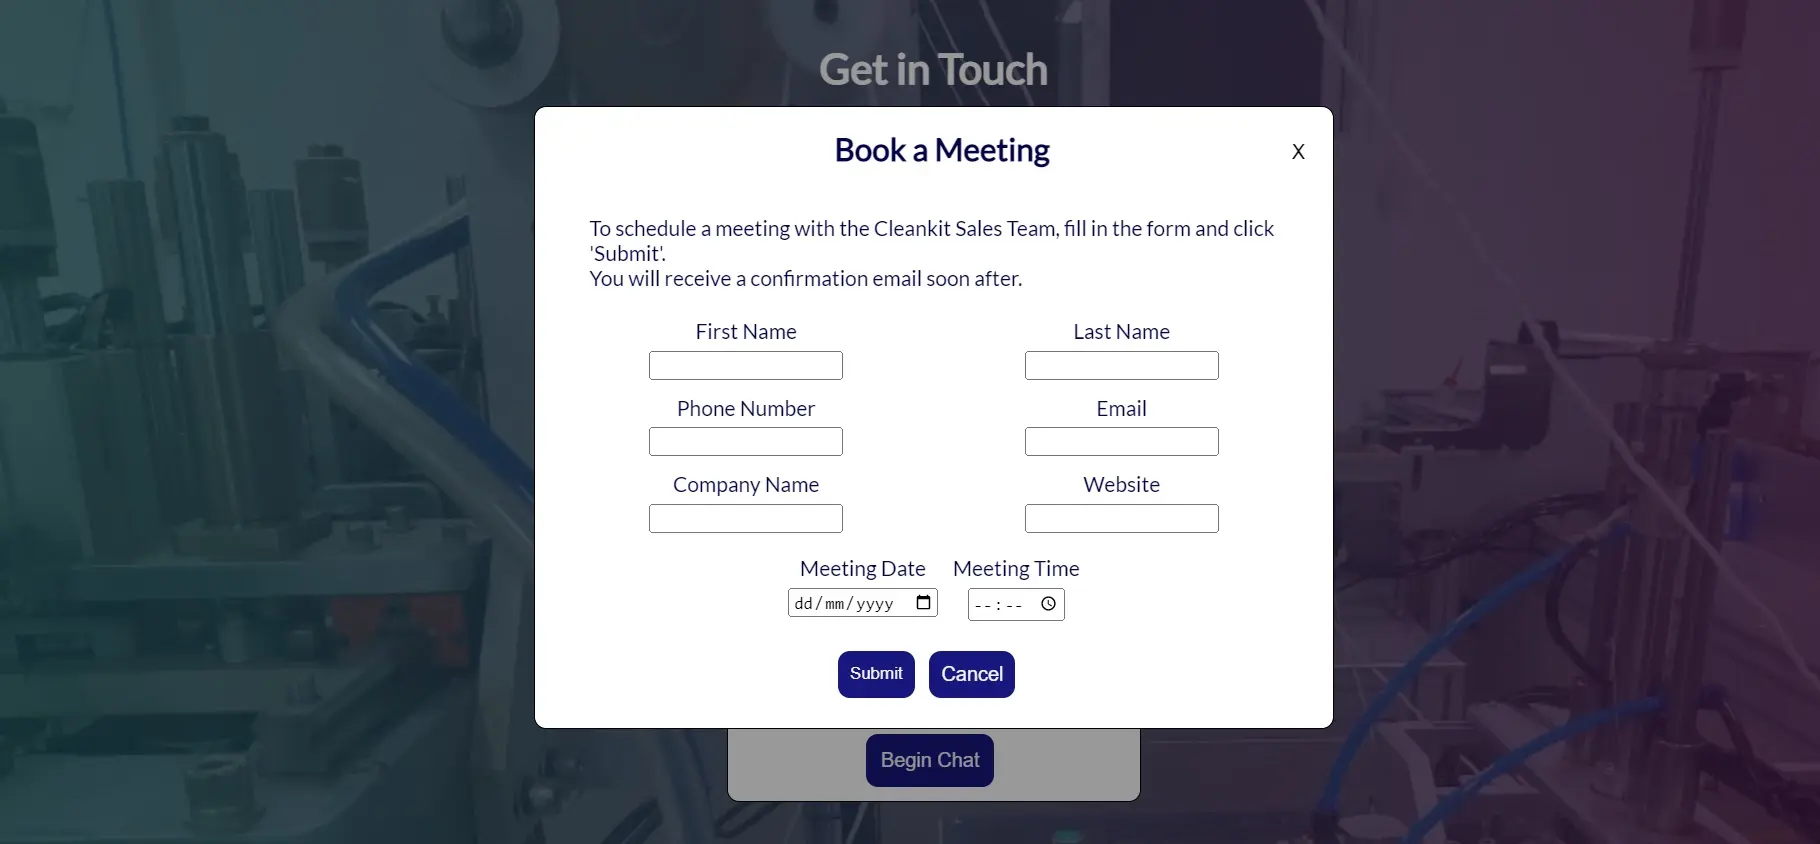 Get in Touch
Book a Meeting
X
To schedule a meeting with the Cleankit Sales Team, fill in the form and click
'Submit'.
You will receive a confirmation email soon after.
First Name
Last Name
Phone Number
Email
Company Name
Website
Meeting Date
Meeting Time
dd/mm/yyyy
--:--
Submit
Cancel
Begin Chat